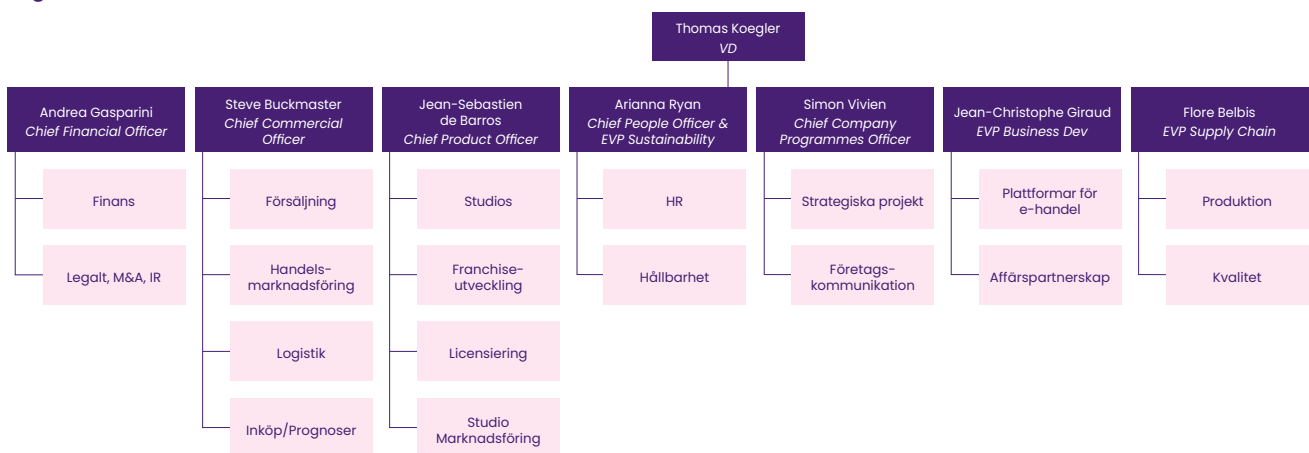 Thomas Koegler
VD
Andrea Gasparini
Chief Financial Officer
Finans
Legalt, M&A, IR
Steve Buckmaster
Chief Commercial
Officer
Försäljning
Handels-
marknadsföring
Logistik
Inköp/Prognoser
Jean-Sebastien
de Barros
Chief Product Officer
Studios
Franchise-
utveckling
Licensiering
Studio
Marknadsföring
Arianna Ryan
Chief People Officer &
EVP Sustainability
HR
Hållbarhet
Simon Vivien
Chief Company
Programmes Officer
Strategiska projekt
Företags-
kommunikation
Jean-Christophe Giraud
EVP Business Dev
Plattformar för
e-handel
Affärspartnerskap
Flore Belbis
EVP Supply Chain
Produktion
Kvalitet